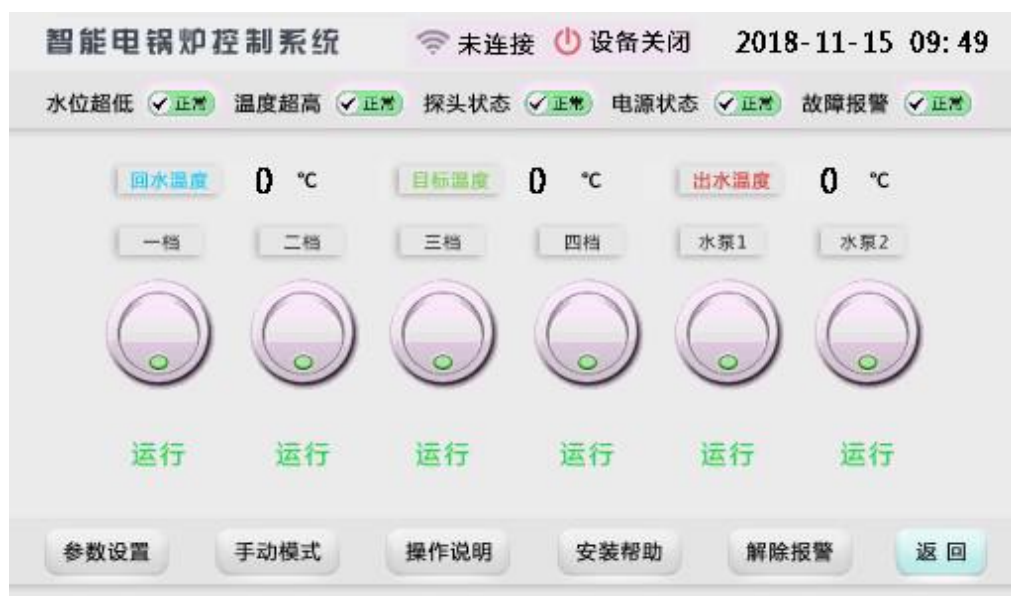 智能电锅炉控制系统 未连接 设备关闭 2018-11-15 09:49
水位超低 正常 温度超高 正常 探头状态 正常 电源状态 正常 故障报警 正常
回水温度 0 ℃ 目标温度 0 ℃ 出水温度 0 ℃
一档 二档 三档 四档 水泵1 水泵2
运行 运行 运行 运行 运行 运行
参数设置 手动模式 操作说明 安装帮助 解除报警 返回